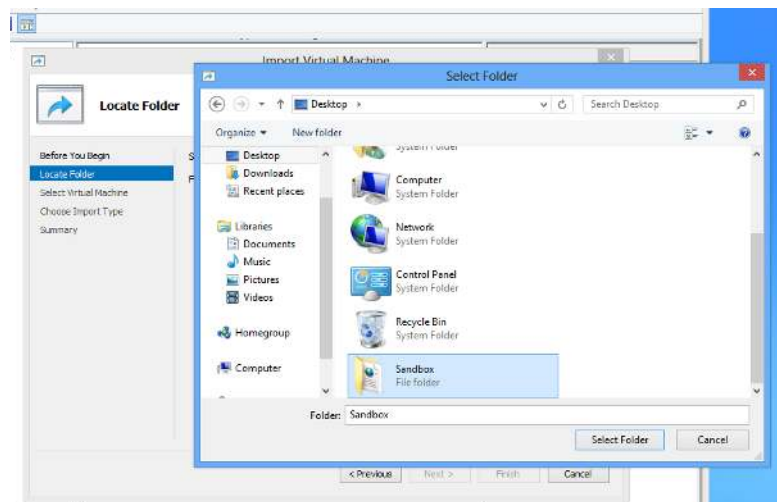 Import Virtual Machine
Select Folder
Locate Folder
Desktop
Search Desktop
Organize
New folder
Before You Begin
Locate Folder
Select Virtual Machine
Choose Import Type
Summary
S
F
Desktop
Downloads
Recent places
Libraries
Documents
Music
Pictures
Videos
Homegroup
Computer
System Folder
Computer
System Folder
Network
System Folder
Control Panel
System Folder
Recycle Bin
System Folder
Sandbox
File folder
Folder: Sandbox
Select Folder
Cancel
< Previous
Next >
Finish
Cancel